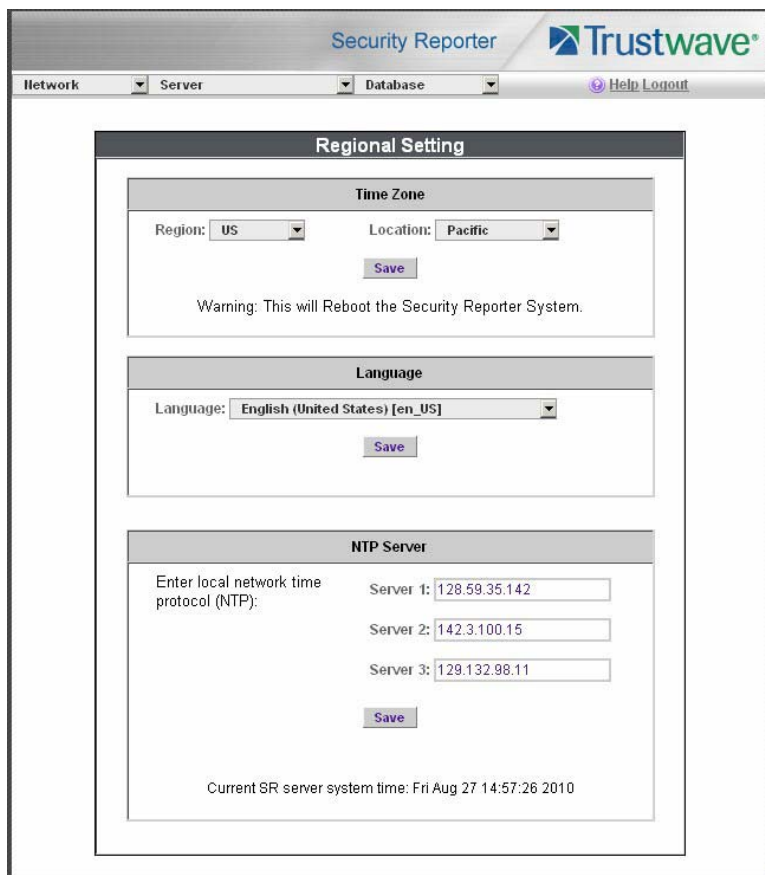 Security Reporter
Trustwave®
Network Server Database Help Logout
Regional Setting
Time Zone
Region: US Location: Pacific
Save
Warning: This will Reboot the Security Reporter System.
Language
Language: English (United States) [en_US]
Save
NTP Server
Enter local network time
protocol (NTP):
Server 1: 128.59.35.142
Server 2: 142.3.100.15
Server 3: 129.132.98.11
Save
Current SR server system time: Fri Aug 27 14:57:26 2010